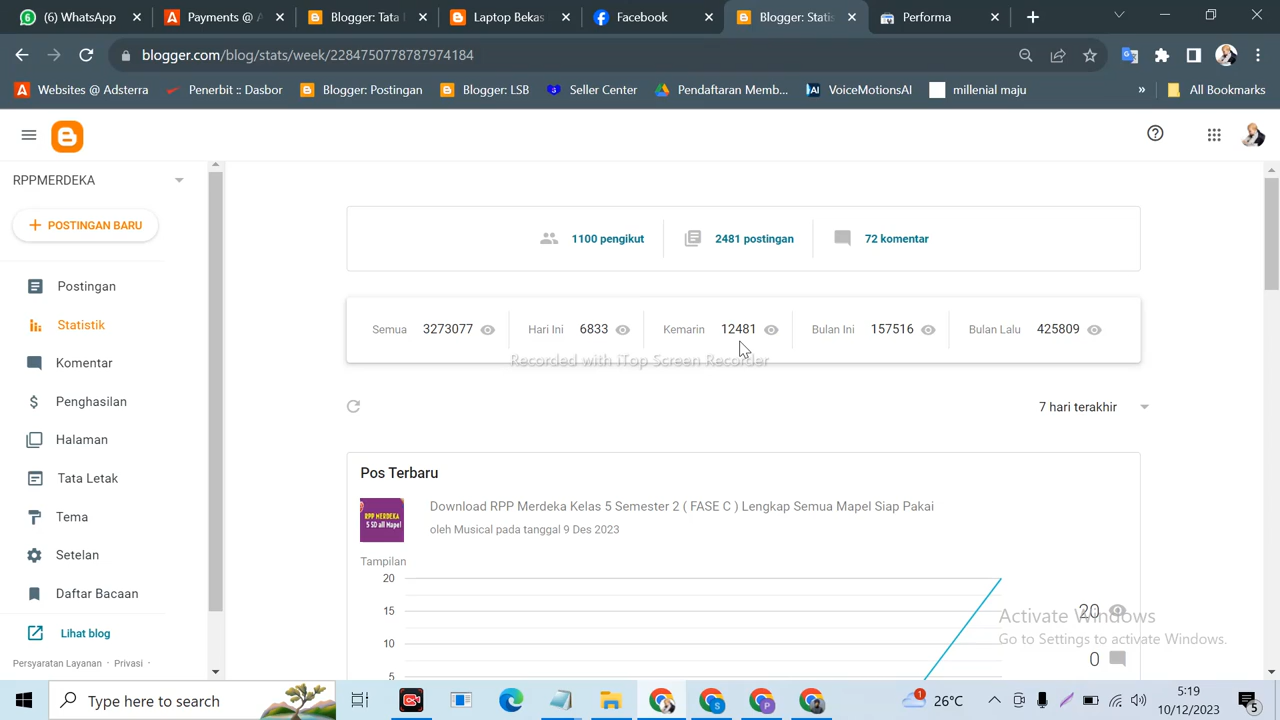 (6) WhatsApp
Payments @ A
Blogger: Tata l
Laptop Bekas
Facebook
Blogger: Statis
Performa
blogger.com/blog/stats/week/2284750778787974184
Websites @ Adsterra
Penerbit :: Dasbor
Blogger: Postingan
Blogger: LSB
Seller Center
Pendaftaran Memb...
VoiceMotionsAI
millenial maju
»
All Bookmarks
RPPMERDEKA
+ POSTINGAN BARU
Postingan
Statistik
Komentar
Penghasilan
Halaman
Tata Letak
Tema
Setelan
Daftar Bacaan
Lihat blog
Persyaratan Layanan · Privasi ·
1100 pengikut
2481 postingan
72 komentar
Semua 3273077
Hari Ini 6833
Kemarin 12481
Bulan Ini 157516
Bulan Lalu 425809
Recorded with iTop Screen Recorder
7 hari terakhir
Pos Terbaru
RPP MERDEKA
5 SD all Mapel
Download RPP Merdeka Kelas 5 Semester 2 ( FASE C ) Lengkap Semua Mapel Siap Pakai
oleh Musical pada tanggal 9 Des 2023
Tampilan
20
15
10
5
20
0
Activate Windows
Go to Settings to activate Windows.
Type here to search
1
26°C
5:19
10/12/2023
5